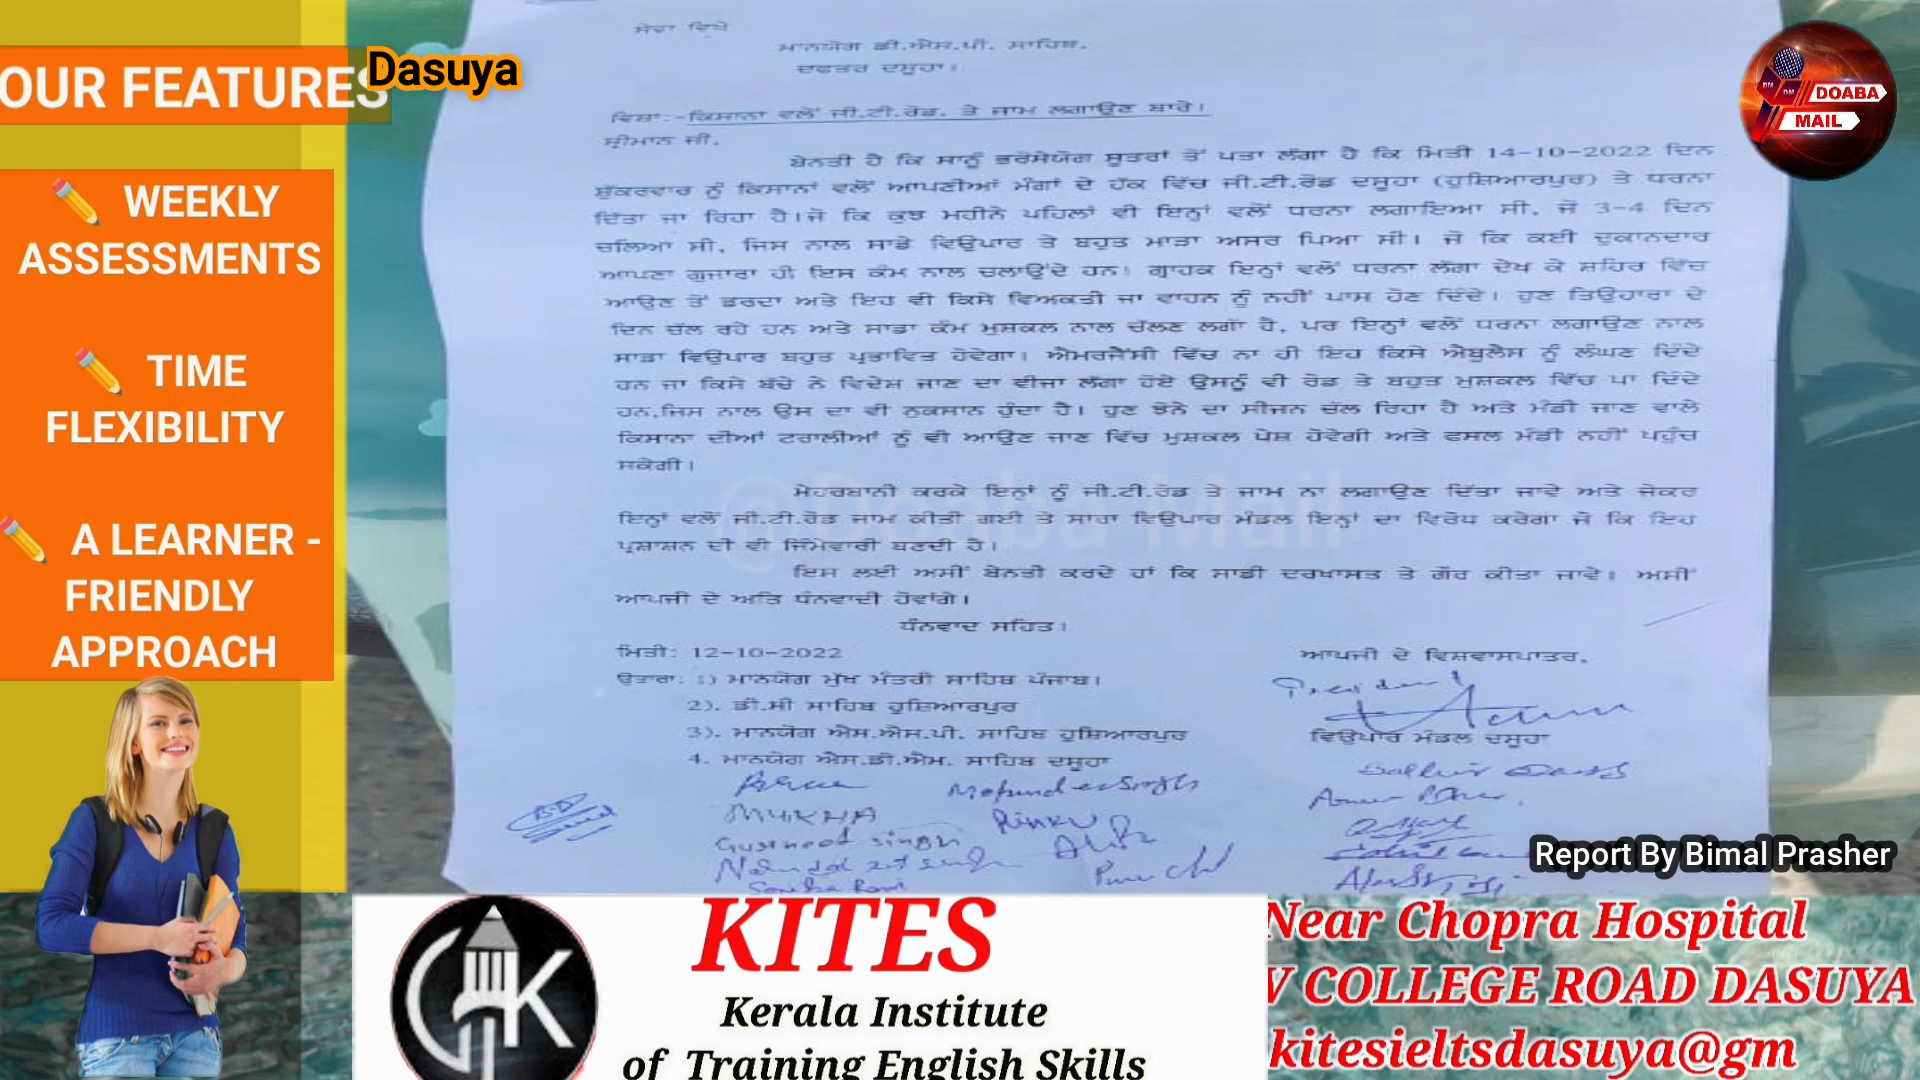 OUR FEATURES
Dasuya
DOABA
MAIL
WEEKLY
ASSESSMENTS
TIME
FLEXIBILITY
A LEARNER -
FRIENDLY
APPROACH
ਸੇਵਾ ਵਿਖੇ
ਮਾਨਯੋਗ ਡੀ.ਐਸ.ਪੀ. ਸਾਹਿਬ,
ਦਫਤਰ ਦਸੂਹਾ।
ਵਿਸ਼ਾ:-ਕਿਸਾਨਾ ਵਲੋਂ ਜੀ.ਟੀ.ਰੋਡ. ਤੇ ਜਾਮ ਲਗਾਉਣ ਬਾਰੇ।
ਸ਼੍ਰੀਮਾਨ ਜੀ,
ਬੇਨਤੀ ਹੈ ਕਿ ਸਾਨੂੰ ਭਰੋਸੇਯੋਗ ਸੂਤਰਾਂ ਤੋਂ ਪਤਾ ਲੱਗਾ ਹੈ ਕਿ ਮਿਤੀ 14-10-2022 ਦਿਨ
ਸ਼ੁੱਕਰਵਾਰ ਨੂੰ ਕਿਸਾਨਾਂ ਵਲੋਂ ਆਪਣੀਆਂ ਮੰਗਾਂ ਦੇ ਹੱਕ ਵਿੱਚ ਜੀ.ਟੀ.ਰੋਡ ਦਸੂਹਾ (ਹੁਸ਼ਿਆਰਪੁਰ) ਤੇ ਧਰਨਾ
ਦਿੱਤਾ ਜਾ ਰਿਹਾ ਹੈ।ਜੋ ਕਿ ਕੁਝ ਮਹੀਨੇ ਪਹਿਲਾਂ ਵੀ ਇਨ੍ਹਾਂ ਵਲੋਂ ਧਰਨਾ ਲਗਾਇਆ ਸੀ, ਜੋ 3-4 ਦਿਨ
ਚਲਿਆ ਸੀ, ਜਿਸ ਨਾਲ ਸਾਡੇ ਵਿਉਪਾਰ ਤੇ ਬਹੁਤ ਮਾੜਾ ਅਸਰ ਪਿਆ ਸੀ। ਜੋ ਕਿ ਕਈ ਦੁਕਾਨਦਾਰ
ਆਪਣਾ ਗੁਜਾਰਾ ਹੀ ਇਸ ਕੰਮ ਨਾਲ ਚਲਾਉਂਦੇ ਹਨ। ਗ੍ਰਾਹਕ ਇਨ੍ਹਾਂ ਵਲੋਂ ਧਰਨਾ ਲੱਗਾ ਦੇਖ ਕੇ ਸ਼ਹਿਰ ਵਿੱਚ
ਆਉਣ ਤੋਂ ਡਰਦਾ ਅਤੇ ਇਹ ਵੀ ਕਿਸੇ ਵਿਅਕਤੀ ਜਾ ਵਾਹਨ ਨੂੰ ਨਹੀਂ ਪਾਸ ਹੋਣ ਦਿੰਦੇ। ਹੁਣ ਤਿਉਹਾਰਾ ਦੇ
ਦਿਨ ਚੱਲ ਰਹੇ ਹਨ ਅਤੇ ਸਾਡਾ ਕੰਮ ਮੁਸ਼ਕਲ ਨਾਲ ਚੱਲਣ ਲਗਾਂ ਹੈ, ਪਰ ਇਨ੍ਹਾਂ ਵਲੋਂ ਧਰਨਾ ਲਗਾਉਣ ਨਾਲ
ਸਾਡਾ ਵਿਉਪਾਰ ਬਹੁਤ ਪ੍ਰਭਾਵਿਤ ਹੋਵੇਗਾ। ਐਮਰਜੈਂਸੀ ਵਿੱਚ ਨਾ ਹੀ ਇਹ ਕਿਸੇ ਐਬੂਲੈਂਸ ਨੂੰ ਲੰਘਣ ਦਿੰਦੇ
ਹਨ ਜਾ ਕਿਸੇ ਬੱਚੇ ਨੇ ਵਿਦੇਸ਼ ਜਾਣ ਦਾ ਵੀਜਾ ਲੱਗਾ ਹੋਏ ਉਸਨੂੰ ਵੀ ਰੋਡ ਤੇ ਬਹੁਤ ਮੁਸ਼ਕਲ ਵਿੱਚ ਪਾ ਦਿੰਦੇ
ਹਨ,ਜਿਸ ਨਾਲ ਉਸ ਦਾ ਵੀ ਨੁਕਸਾਨ ਹੁੰਦਾ ਹੈ। ਹੁਣ ਝੋਨੇ ਦਾ ਸੀਜਨ ਚੱਲ ਰਿਹਾ ਹੈ ਅਤੇ ਮੰਡੀ ਜਾਣ ਵਾਲੇ
ਕਿਸਾਨਾ ਦੀਆਂ ਟਰਾਲੀਆਂ ਨੂੰ ਵੀ ਆਉਣ ਜਾਣ ਵਿੱਚ ਮੁਸ਼ਕਲ ਪੇਸ਼ ਹੋਵੇਗੀ ਅਤੇ ਫਸਲ ਮੰਡੀ ਨਹੀਂ ਪਹੁੰਚ
ਸਕੇਗੀ।
ਮੇਹਰਬਾਨੀ ਕਰਕੇ ਇਨ੍ਹਾਂ ਨੂੰ ਜੀ.ਟੀ.ਰੋਡ ਤੇ ਜਾਮ ਨਾ ਲਗਾਉਣ ਦਿੱਤਾ ਜਾਵੇ ਅਤੇ ਜੇਕਰ
ਇਨ੍ਹਾਂ ਵਲੋਂ ਜੀ.ਟੀ.ਰੋਡ ਜਾਮ ਕੀਤੀ ਗਈ ਤੇ ਸਾਰਾ ਵਿਉਪਾਰ ਮੰਡਲ ਇਨ੍ਹਾਂ ਦਾ ਵਿਰੋਧ ਕਰੇਗਾ ਜੋ ਕਿ ਇਹ
ਪ੍ਰਸ਼ਾਸ਼ਨ ਦੀ ਵੀ ਜਿੰਮੇਵਾਰੀ ਬਣਦੀ ਹੈ।
ਇਸ ਲਈ ਅਸੀਂ ਬੇਨਤੀ ਕਰਦੇ ਹਾਂ ਕਿ ਸਾਡੀ ਦਰਖਾਸਤ ਤੇ ਗੌਰ ਕੀਤਾ ਜਾਵੇ। ਅਸੀਂ
ਆਪਜੀ ਦੇ ਅਤਿ ਧੰਨਵਾਦੀ ਹੋਵਾਂਗੇ।
ਧੰਨਵਾਦ ਸਹਿਤ।
ਮਿਤੀ: 12-10-2022
ਆਪਜੀ ਦੇ ਵਿਸ਼ਵਾਸਪਾਤਰ,
ਉਤਾਰਾ: 1) ਮਾਨਯੋਗ ਮੁੱਖ ਮੰਤਰੀ ਸਾਹਿਬ ਪੰਜਾਬ।
President
2). ਡੀ.ਸੀ ਸਾਹਿਬ ਹੁਸ਼ਿਆਰਪੁਰ
3). ਮਾਨਯੋਗ ਐਸ.ਐਸ.ਪੀ. ਸਾਹਿਬ ਹੁਸ਼ਿਆਰਪੁਰ
ਵਿਉਪਾਰ ਮੰਡਲ ਦਸੂਹਾ
4. ਮਾਨਯੋਗ ਐਸ.ਡੀ.ਐਮ. ਸਾਹਿਬ ਦਸੂਹਾ
Singh
RINKU
Gurneet singh
Report By Bimal Prasher
KITES
Kerala Institute
of Training English Skills
Near Chopra Hospital
COLLEGE ROAD DASUYA
kitesieltsdasuya@gm